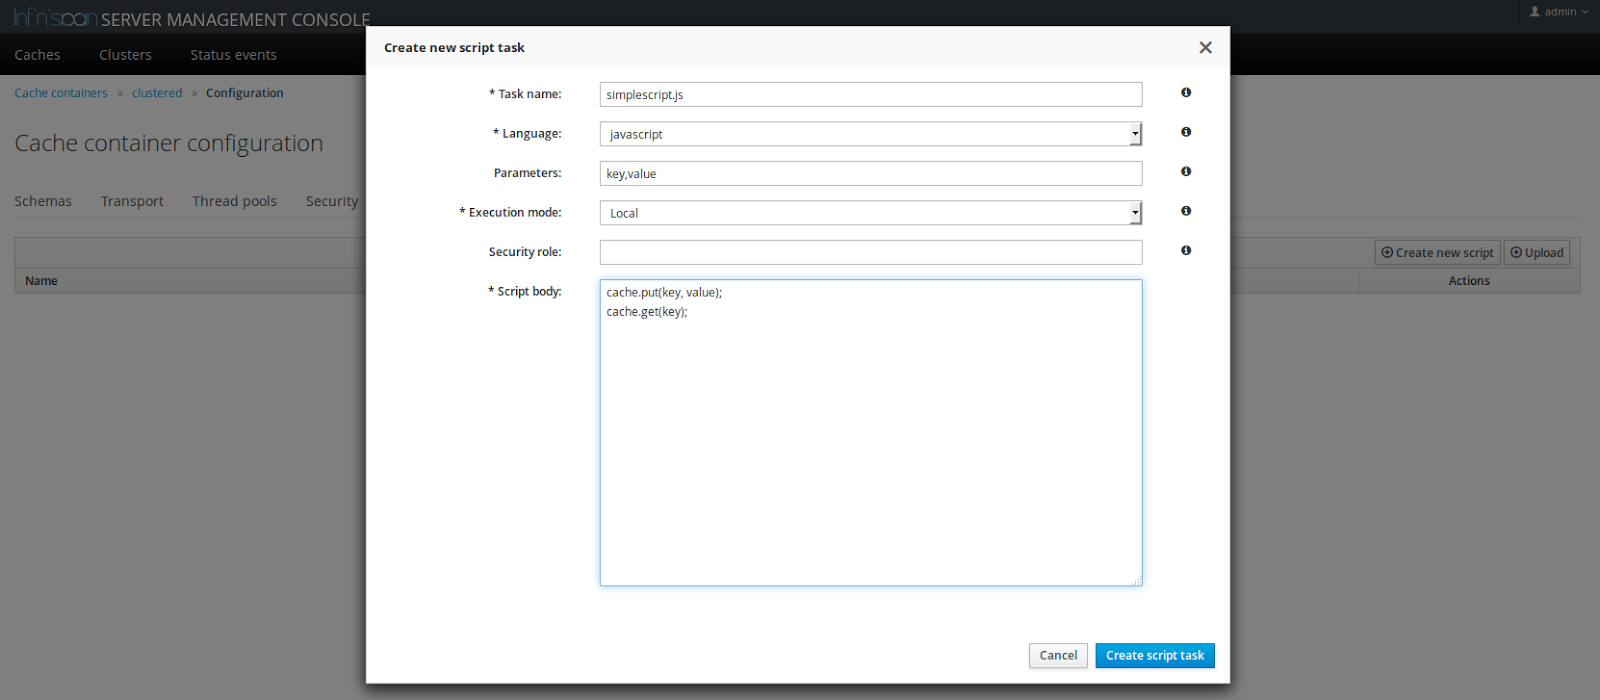 Infinispan SERVER MANAGEMENT CONSOLE
admin
Caches Clusters Status events
Create new script task
Cache containers » clustered » Configuration
Cache container configuration
Schemas Transport Thread pools Security
Create new script Upload
Name Actions
* Task name: simplescript.js
* Language: javascript
Parameters: key,value
* Execution mode: Local
Security role:
* Script body: cache.put(key, value);
cache.get(key);
Cancel Create script task